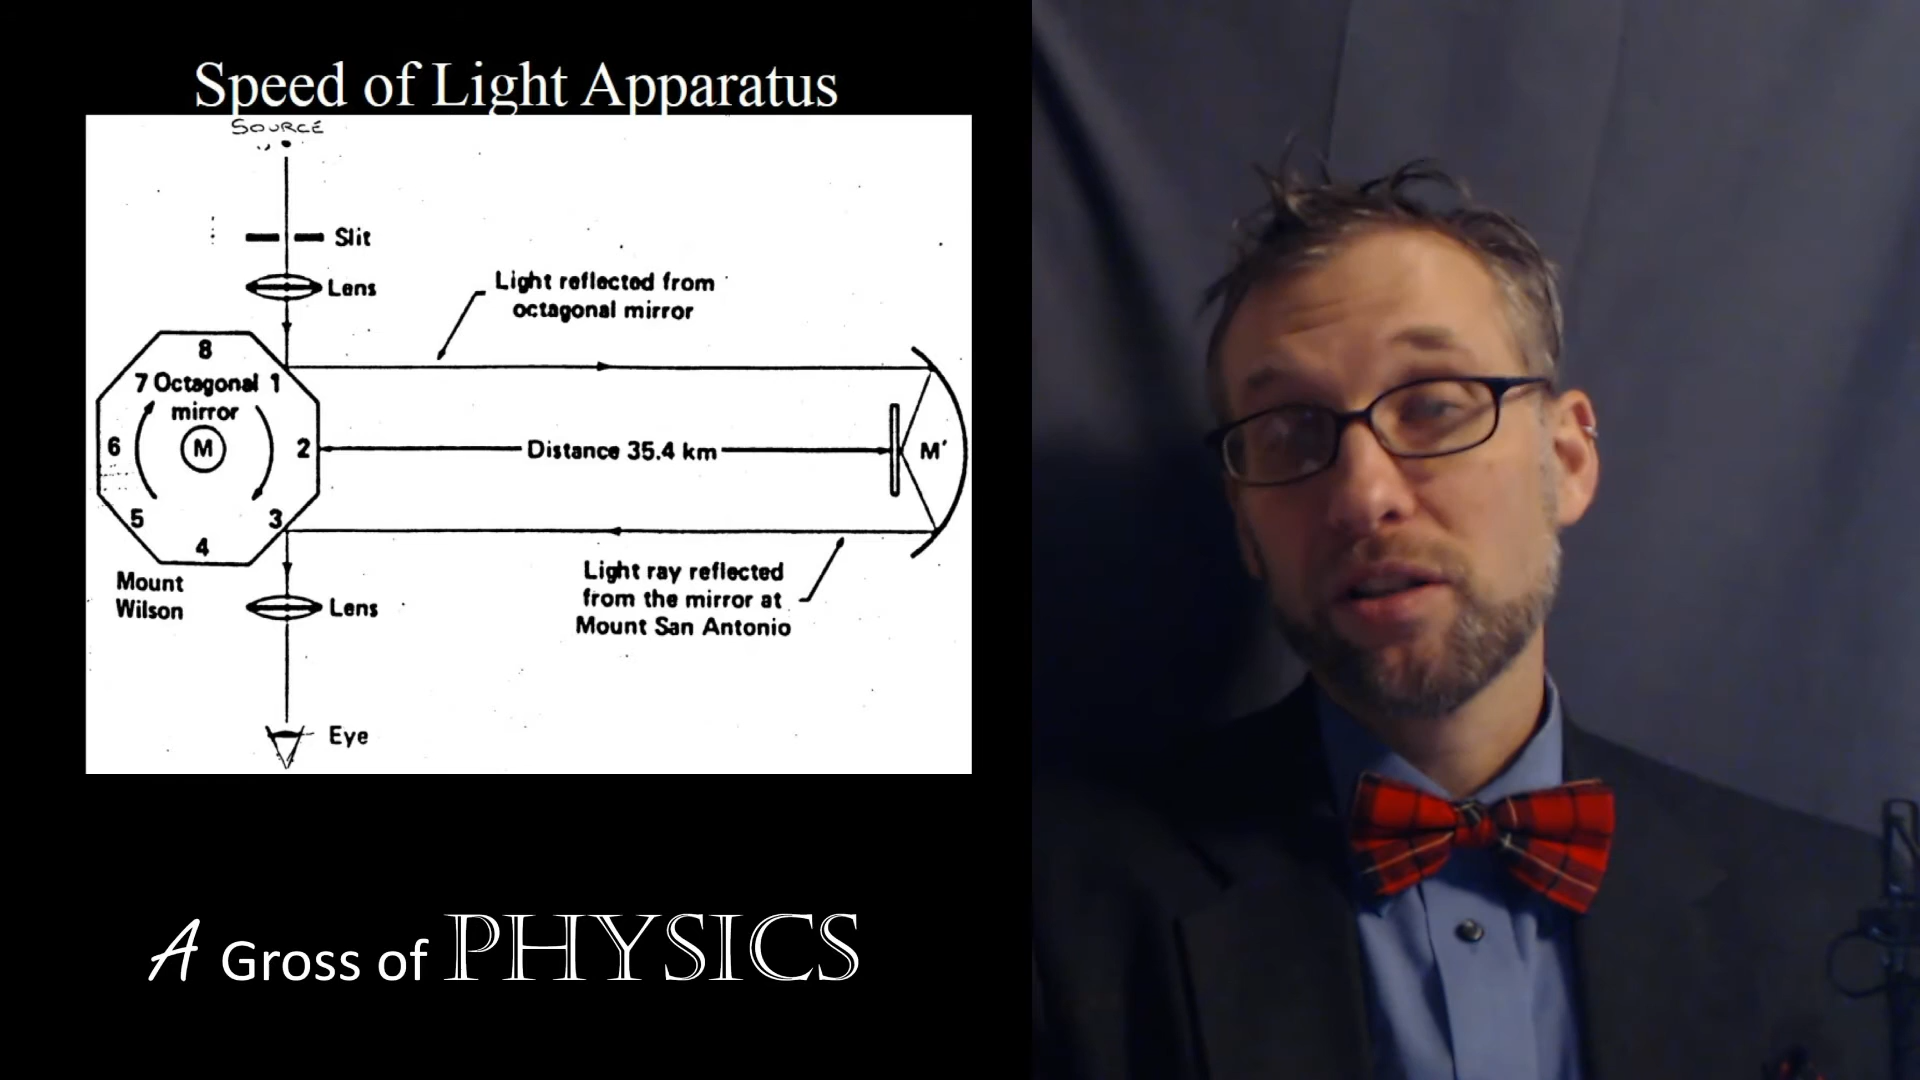 Speed of Light Apparatus
SOURCE
Slit
Lens
Light reflected from
octagonal mirror
8
7 Octagonal 1
mirror
6
M
2
Distance 35.4 km
M'
5
3
4
Mount
Wilson
Light ray reflected
from the mirror at
Mount San Antonio
Lens
Eye
A Gross of PHYSICS